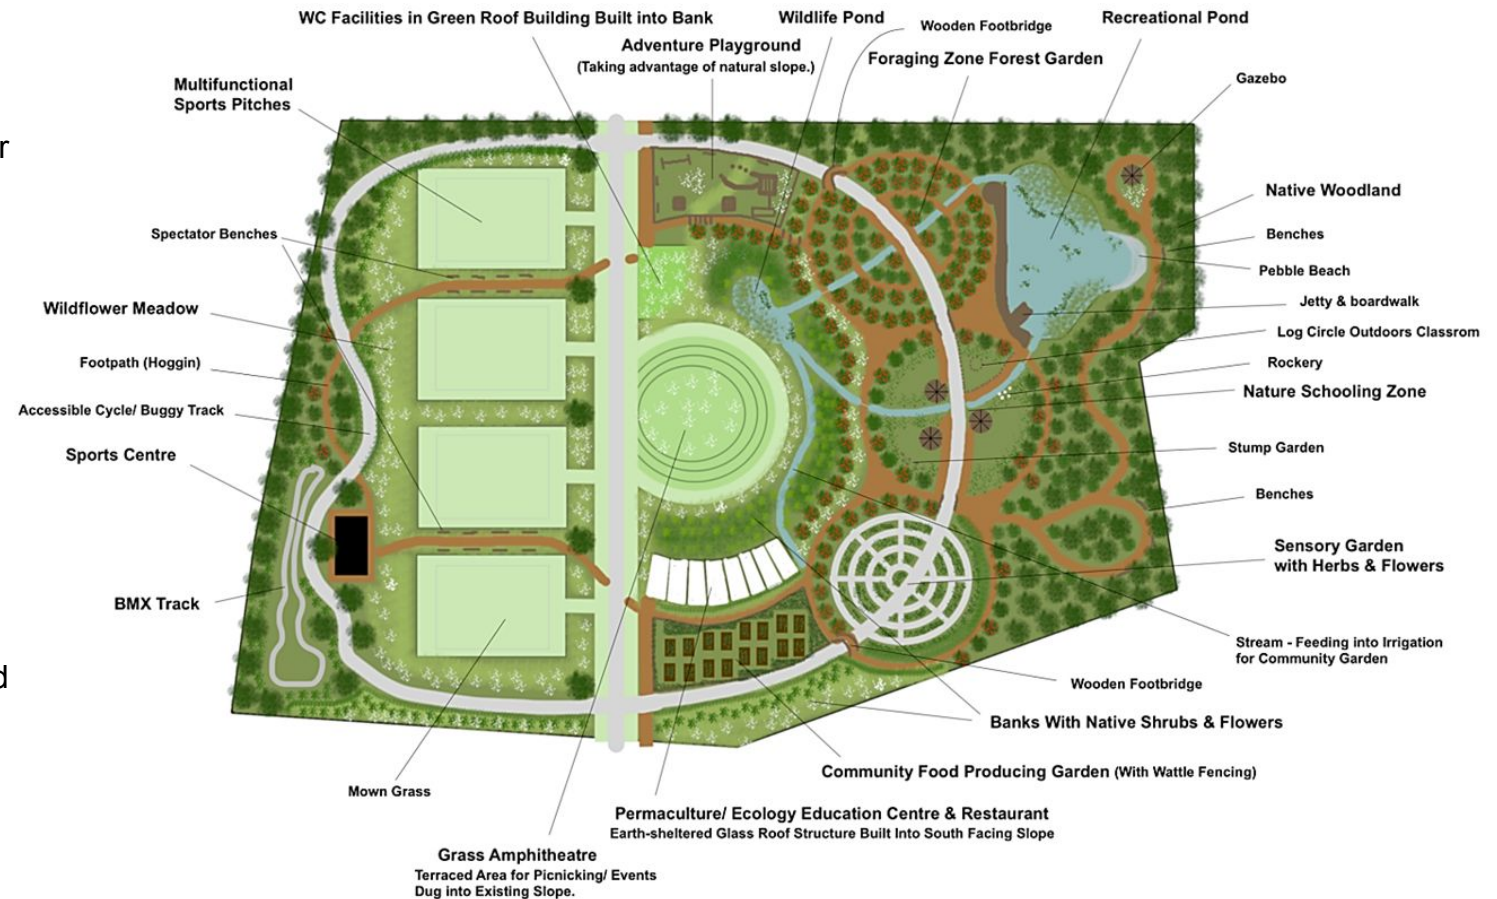 WC Facilities in Green Roof Building Built into Bank
Wildlife Pond
Wooden Footbridge
Recreational Pond
Adventure Playground
(Taking advantage of natural slope.)
Foraging Zone Forest Garden
Gazebo
Multifunctional
Sports Pitches
r
Native Woodland
Spectator Benches
Benches
Pebble Beach
Wildflower Meadow
Jetty & boardwalk
Log Circle Outdoors Classrom
Footpath (Hoggin)
Rockery
Nature Schooling Zone
Accessible Cycle/ Buggy Track
Sports Centre
Stump Garden
Benches
Sensory Garden
with Herbs & Flowers
BMX Track
Stream - Feeding into Irrigation
for Community Garden
d
Wooden Footbridge
Banks With Native Shrubs & Flowers
Community Food Producing Garden (With Wattle Fencing)
Mown Grass
Permaculture/ Ecology Education Centre & Restaurant
Earth-sheltered Glass Roof Structure Built Into South Facing Slope
Grass Amphitheatre
Terraced Area for Picnicking/ Events
Dug into Existing Slope.